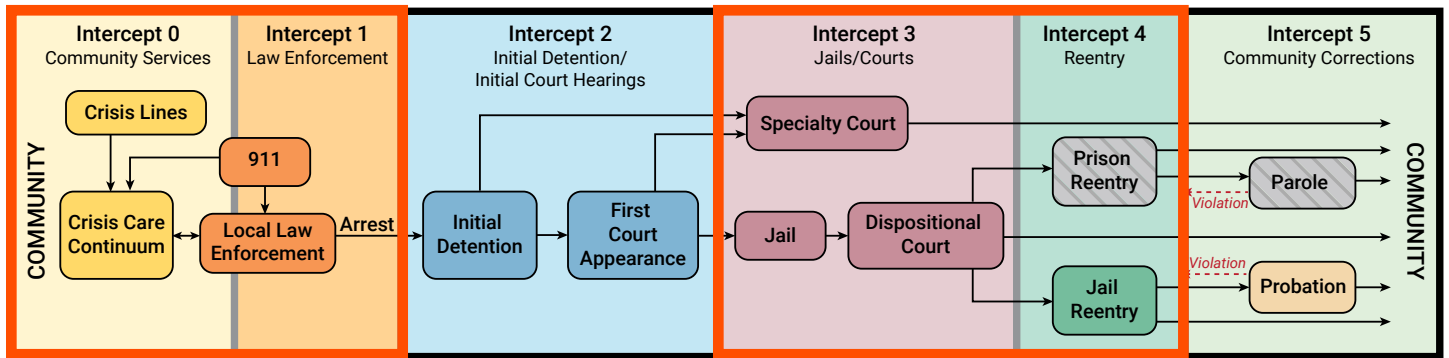 Intercept 0
Community Services
Intercept 1
Law Enforcement
Intercept 2
Initial Detention/
Initial Court Hearings
Intercept 3
Jails/Courts
Intercept 4
Reentry
Intercept 5
Community Corrections
COMMUNITY
Crisis Lines
911
Crisis Care
Continuum
Local Law
Enforcement
Arrest
Initial
Detention
First
Court
Appearance
Specialty Court
Jail
Dispositional
Court
Prison
Reentry
Jail
Reentry
Violation
Parole
Violation
Probation
COMMUNITY